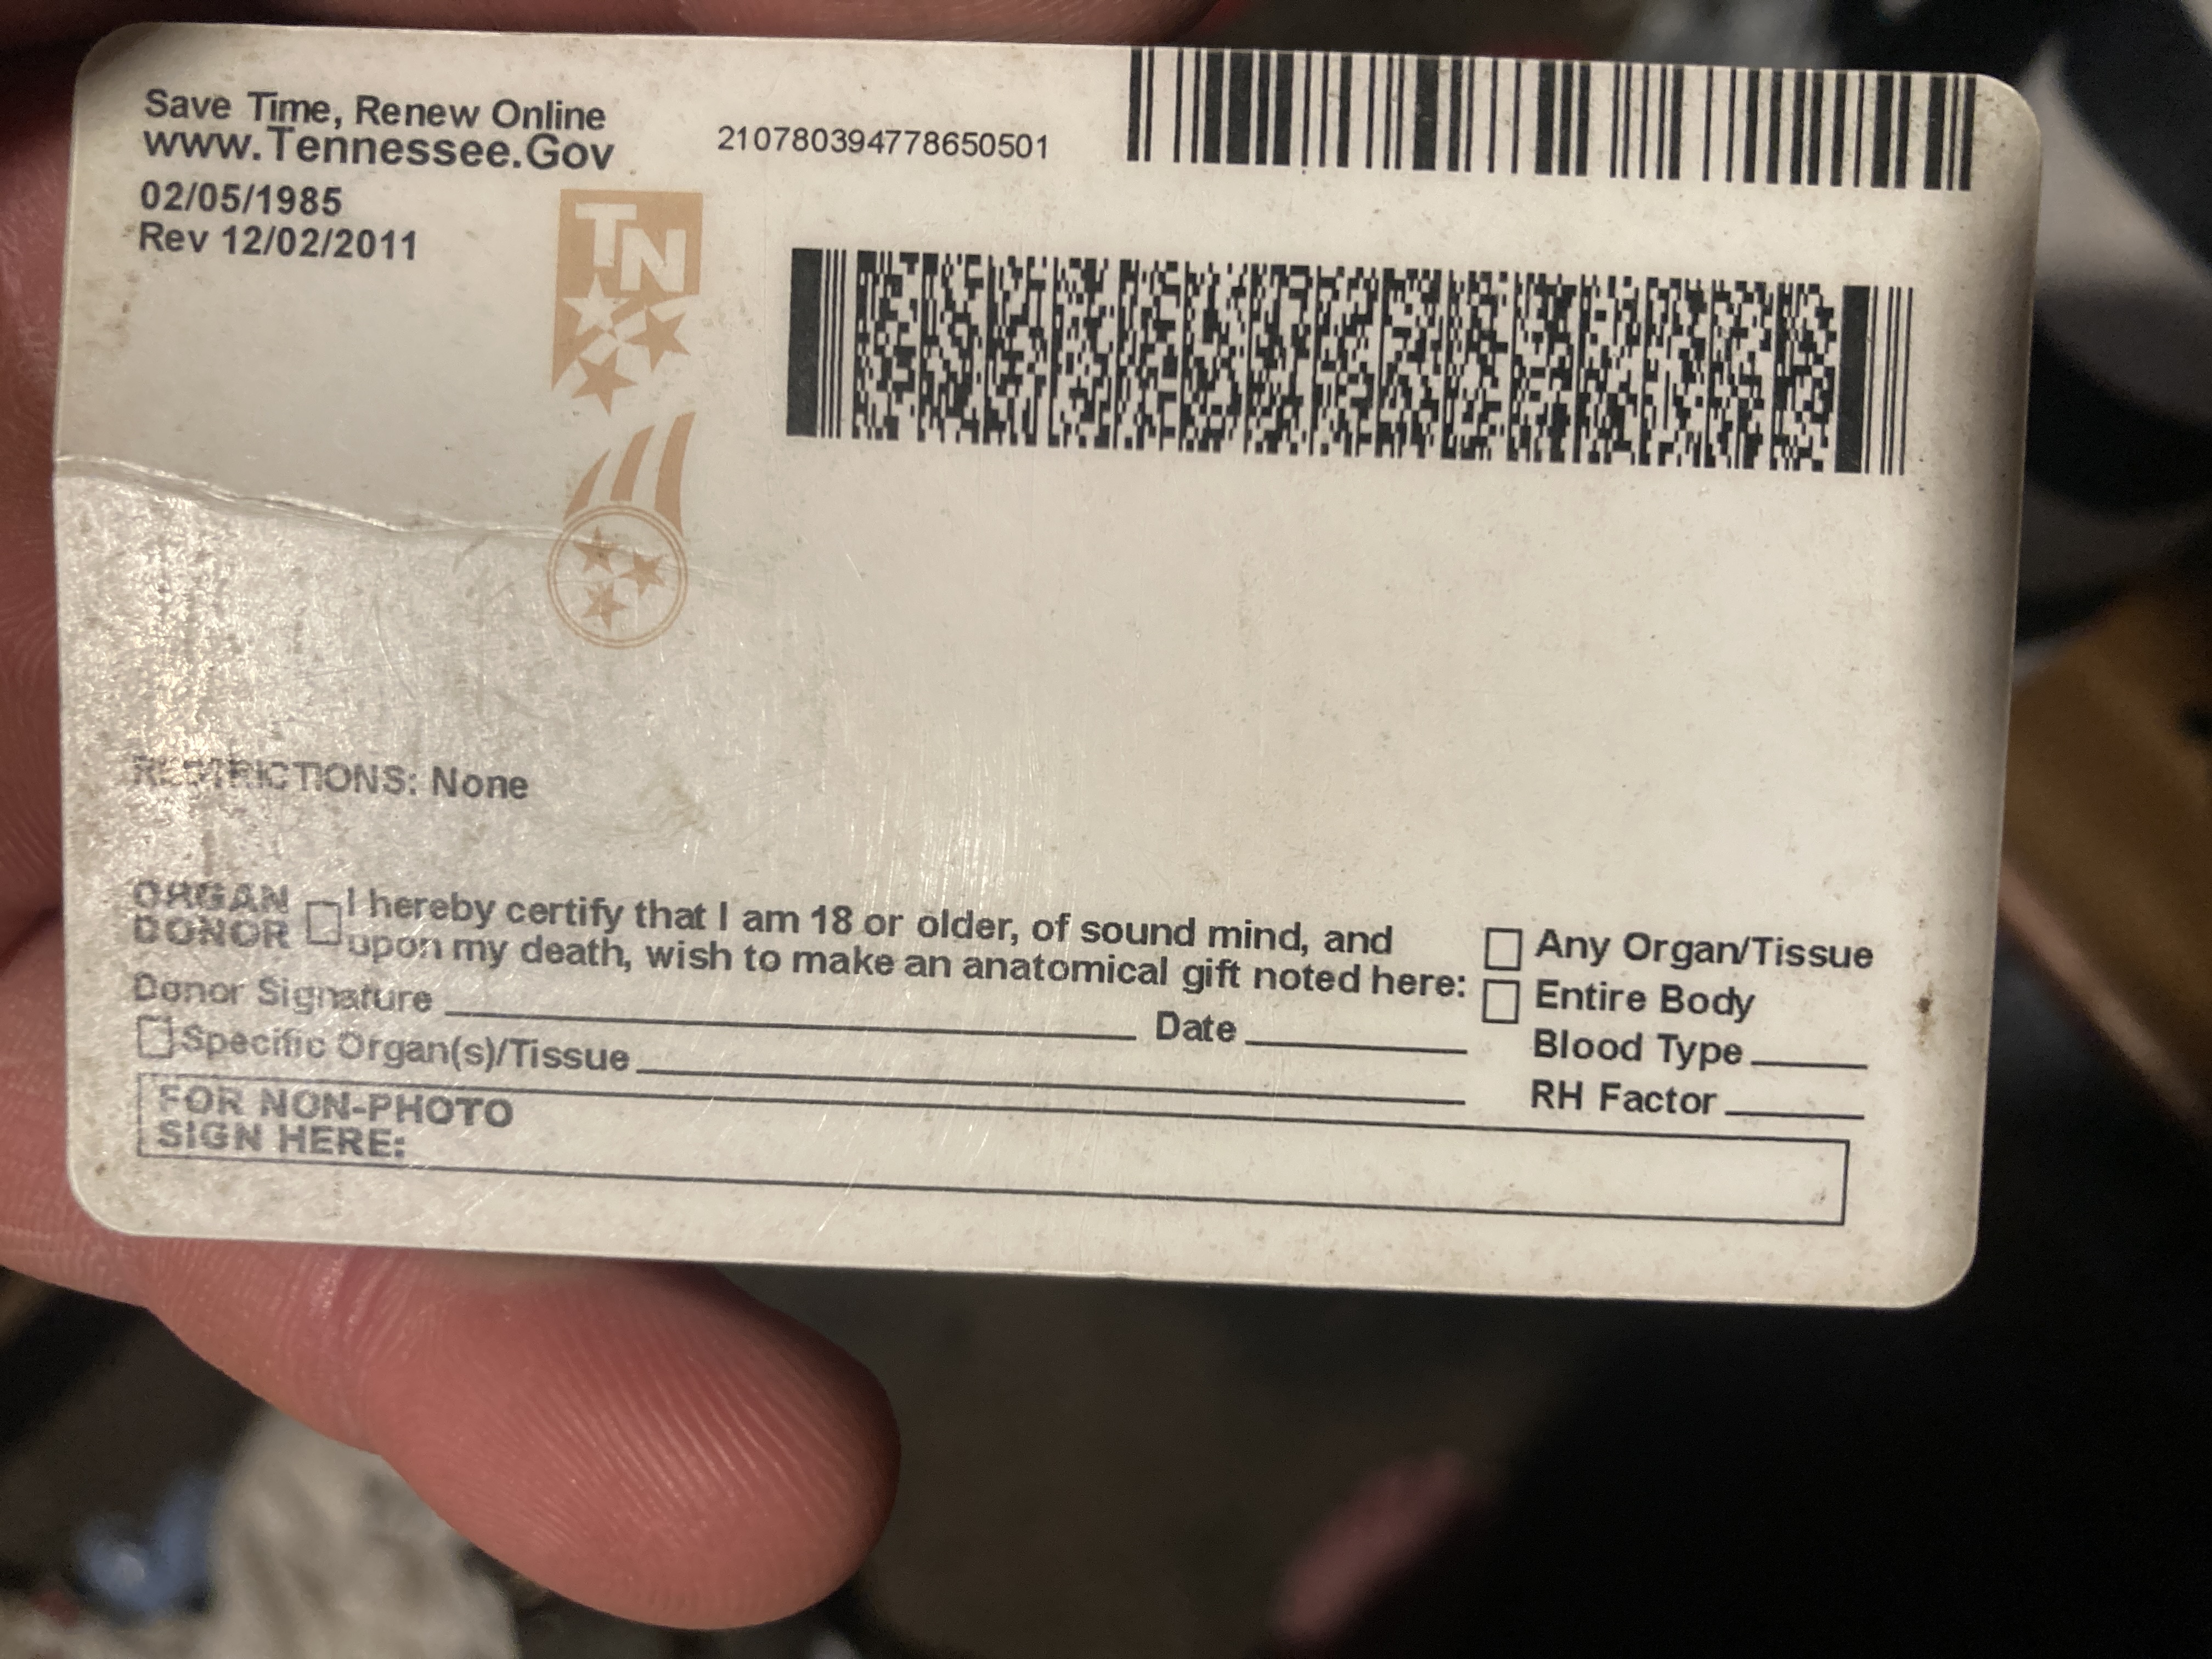 Save Time, Renew Online
www.Tennessee.Gov
210780394778650501
02/05/1985
Rev 12/02/2011
TN
RESTRICTIONS: None
ORGAN DONOR
I hereby certify that I am 18 or older, of sound mind, and
upon my death, wish to make an anatomical gift noted here:
Any Organ/Tissue
Entire Body
Donor Signature Date
Blood Type
Specific Organ(s)/Tissue
RH Factor
FOR NON-PHOTO
SIGN HERE: